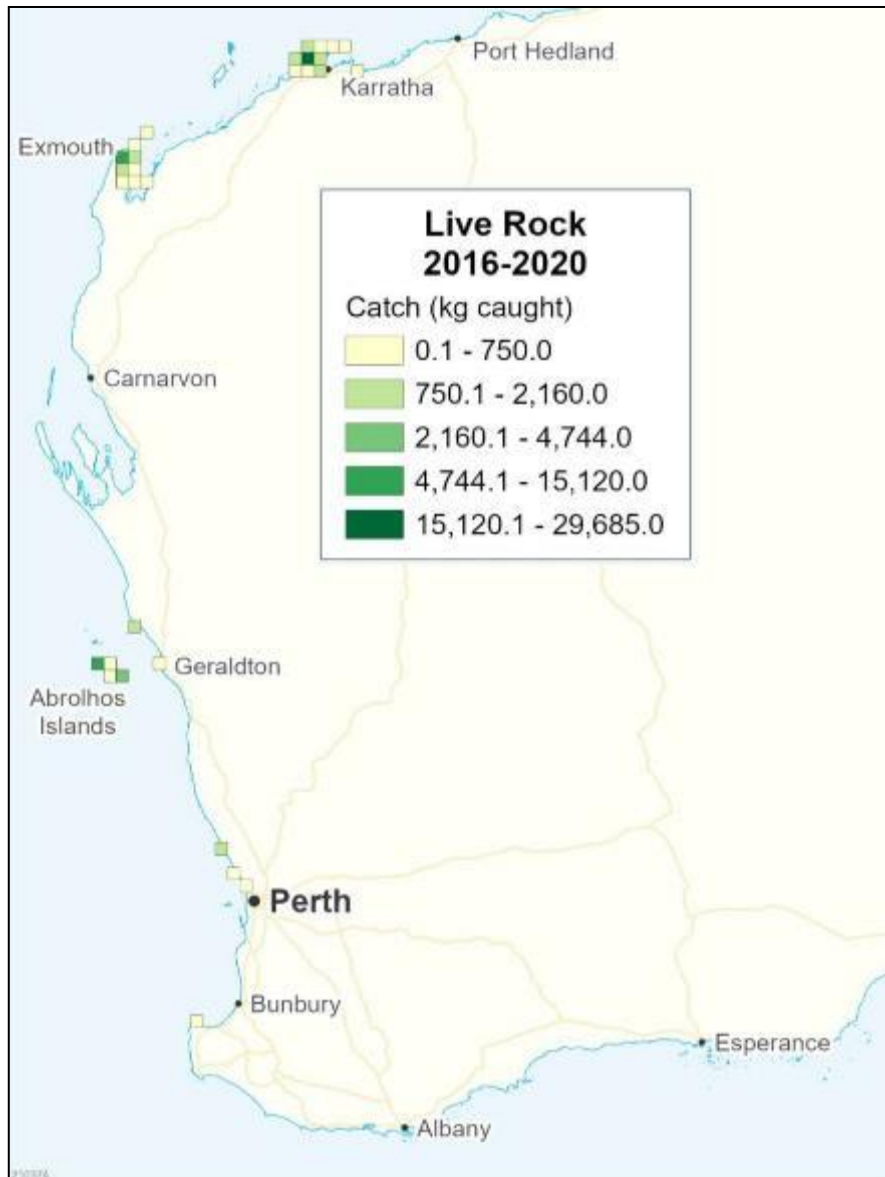 Port Hedland
Karratha
Exmouth
Live Rock
2016-2020
Catch (kg caught)
0.1 - 750.0
750.1 - 2,160.0
2,160.1 - 4,744.0
4,744.1 - 15,120.0
15,120.1 - 29,685.0
Carnarvon
Geraldton
Abrolhos
Islands
Perth
Bunbury
Esperance
Albany